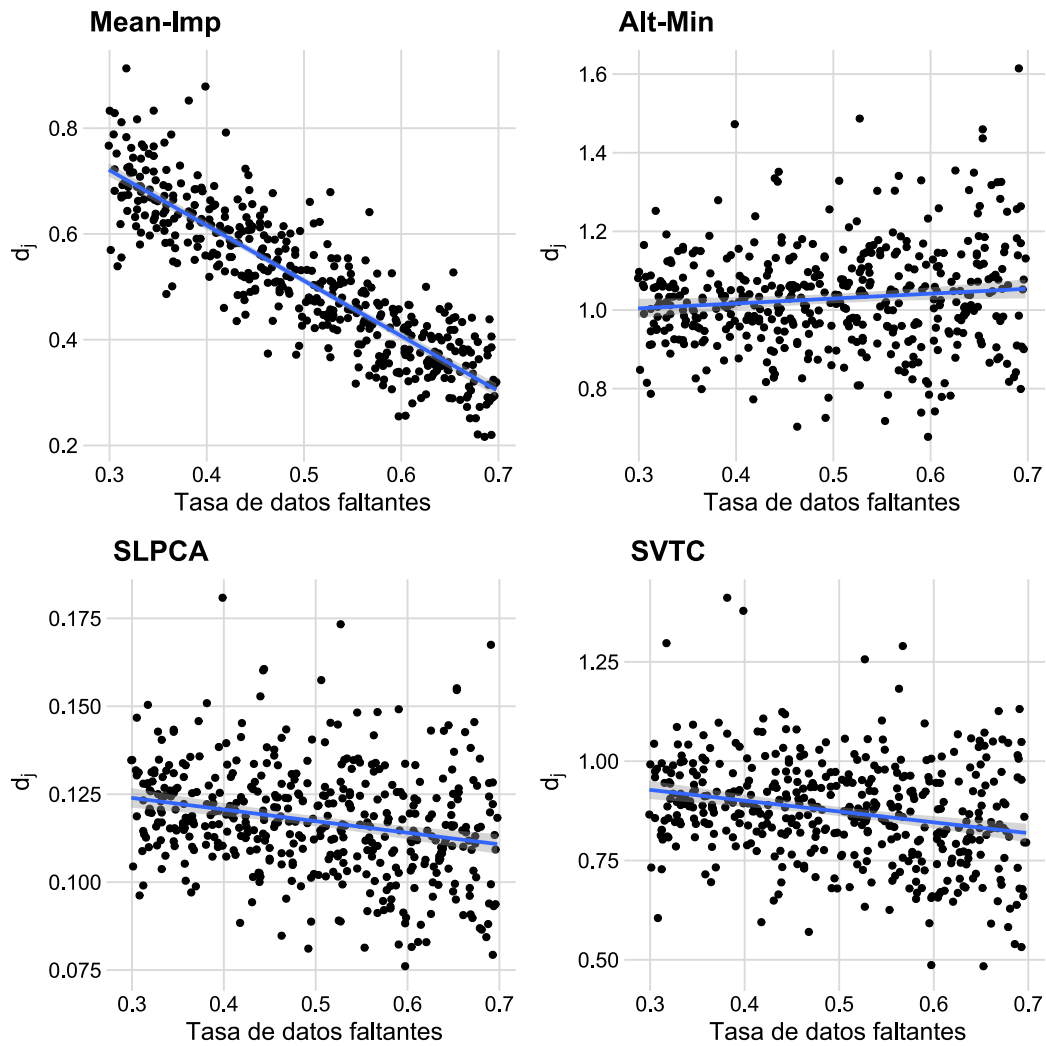 Mean-Imp
d_j
0.8
0.6
0.4
0.2
0.3 0.4 0.5 0.6 0.7
Tasa de datos faltantes
Alt-Min
d_j
1.6
1.4
1.2
1.0
0.8
0.3 0.4 0.5 0.6 0.7
Tasa de datos faltantes
SLPCA
d_j
0.175
0.150
0.125
0.100
0.075
0.3 0.4 0.5 0.6 0.7
Tasa de datos faltantes
SVTC
d_j
1.25
1.00
0.75
0.50
0.3 0.4 0.5 0.6 0.7
Tasa de datos faltantes